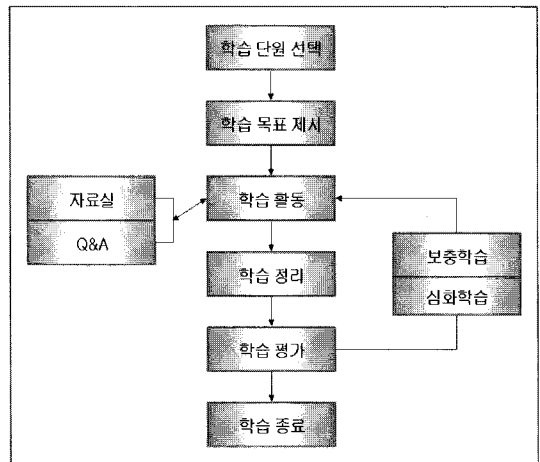 학습 단원 선택
학습 목표 제시
학습 활동
자료실
Q&A
학습 정리
보충학습
심화학습
학습 평가
학습 종료